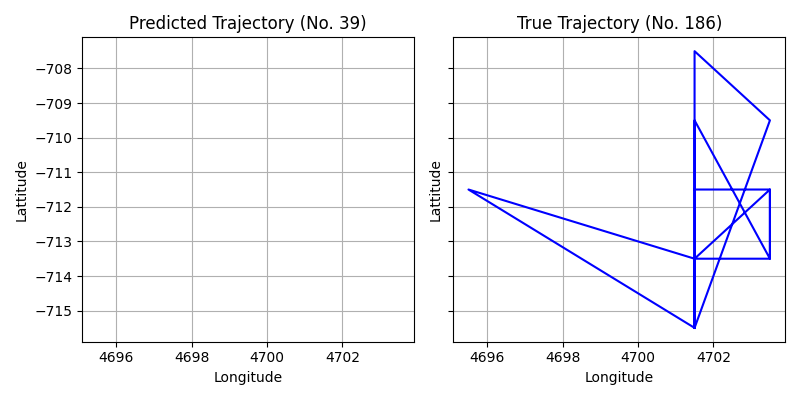 Predicted Trajectory (No. 39)
True Trajectory (No. 186)
Lattitude
−708
−709
−710
−711
−712
−713
−714
−715
4696 4698 4700 4702
Longitude
Lattitude
4696 4698 4700 4702
Longitude